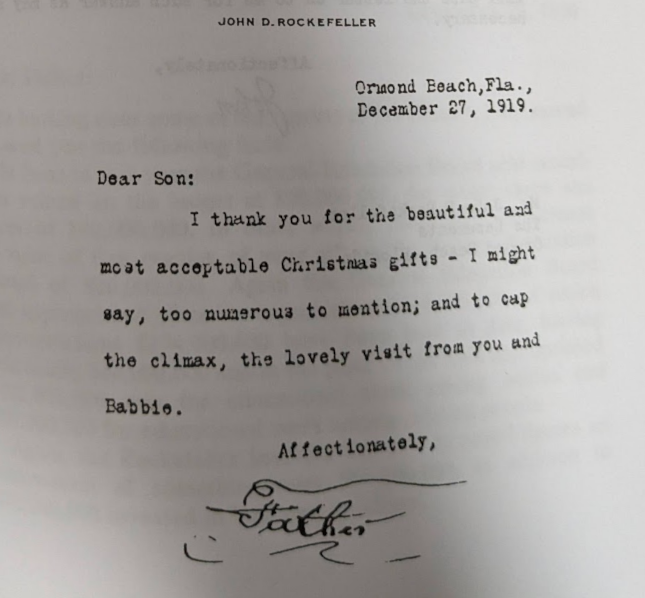 JOHN D. ROCKEFELLER
Ormond Beach, Fla.,
December 27, 1919.
Dear Son:
I thank you for the beautiful and
most acceptable Christmas gifts - I might
say, too numerous to mention; and to cap
the climax, the lovely visit from you and
Babbie.
Affectionately,
Father